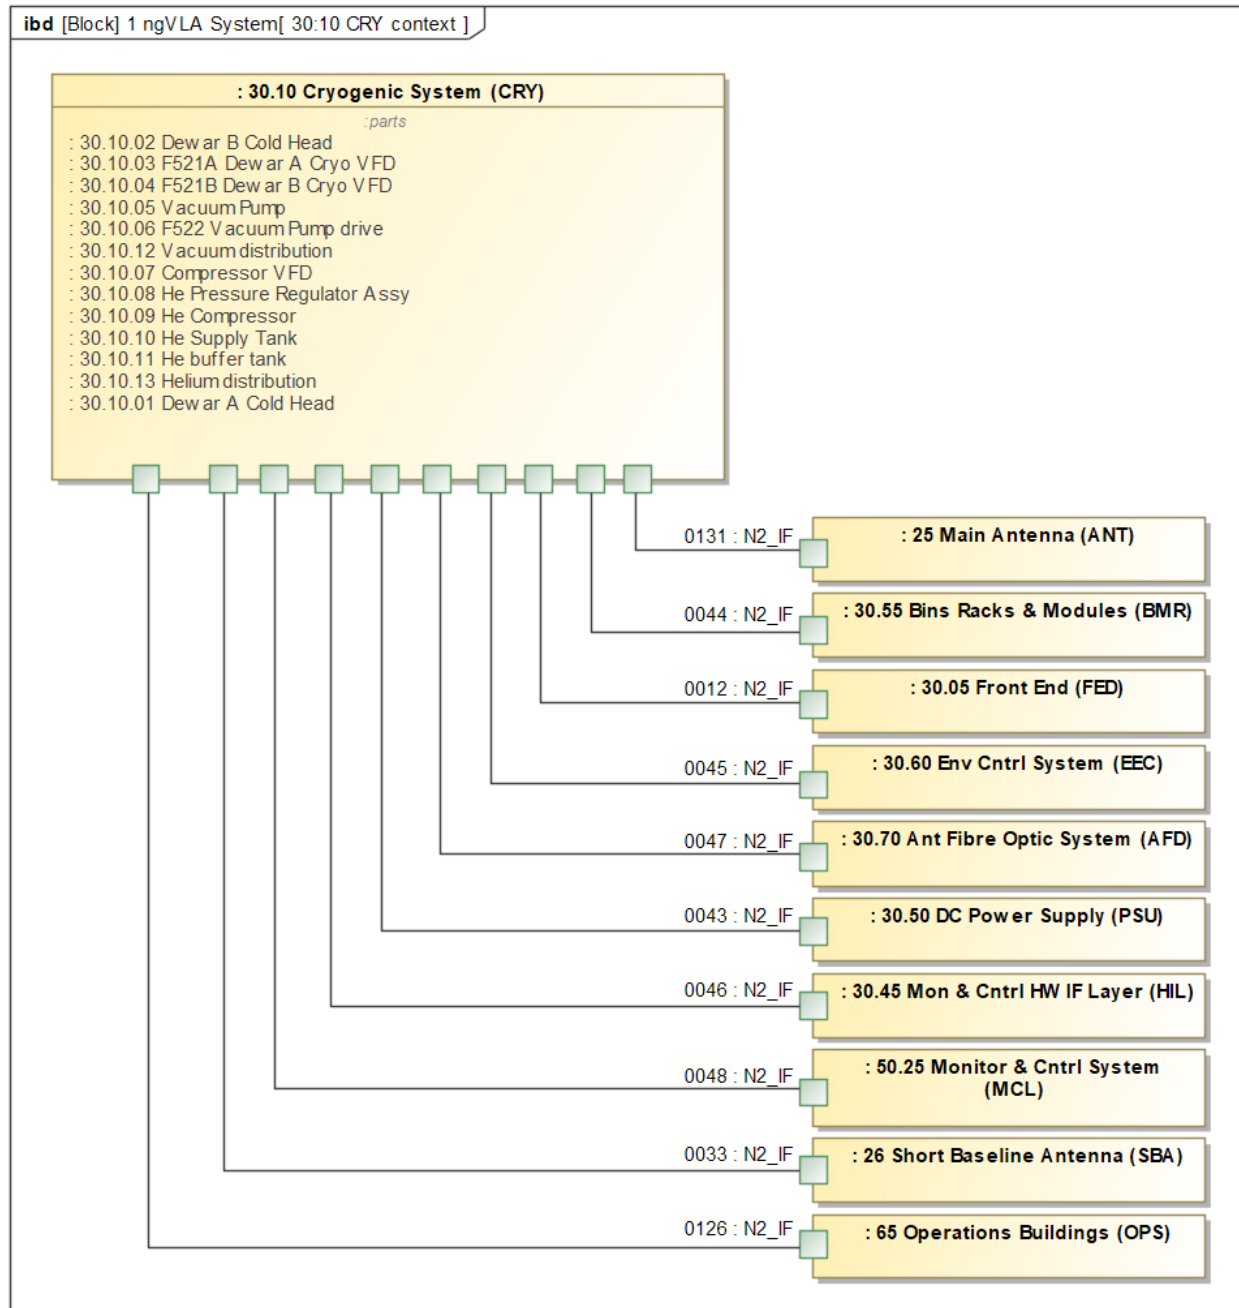 ibd [Block] 1 ngVLA System[ 30:10 CRY context ]
: 30.10 Cryogenic System (CRY)
:parts
: 30.10.02 Dewar B Cold Head
: 30.10.03 F521A Dewar A Cryo VFD
: 30.10.04 F521B Dewar B Cryo VFD
: 30.10.05 Vacuum Pump
: 30.10.06 F522 Vacuum Pump drive
: 30.10.12 Vacuum distribution
: 30.10.07 Compressor VFD
: 30.10.08 He Pressure Regulator Assy
: 30.10.09 He Compressor
: 30.10.10 He Supply Tank
: 30.10.11 He buffer tank
: 30.10.13 Helium distribution
: 30.10.01 Dewar A Cold Head
0131 : N2_IF
: 25 Main Antenna (ANT)
0044 : N2_IF
: 30.55 Bins Racks & Modules (BMR)
0012 : N2_IF
: 30.05 Front End (FED)
0045 : N2_IF
: 30.60 Env Cntrl System (EEC)
0047 : N2_IF
: 30.70 Ant Fibre Optic System (AFD)
0043 : N2_IF
: 30.50 DC Power Supply (PSU)
0046 : N2_IF
: 30.45 Mon & Cntrl HW IF Layer (HIL)
0048 : N2_IF
: 50.25 Monitor & Cntrl System
(MCL)
0033 : N2_IF
: 26 Short Baseline Antenna (SBA)
0126 : N2_IF
: 65 Operations Buildings (OPS)